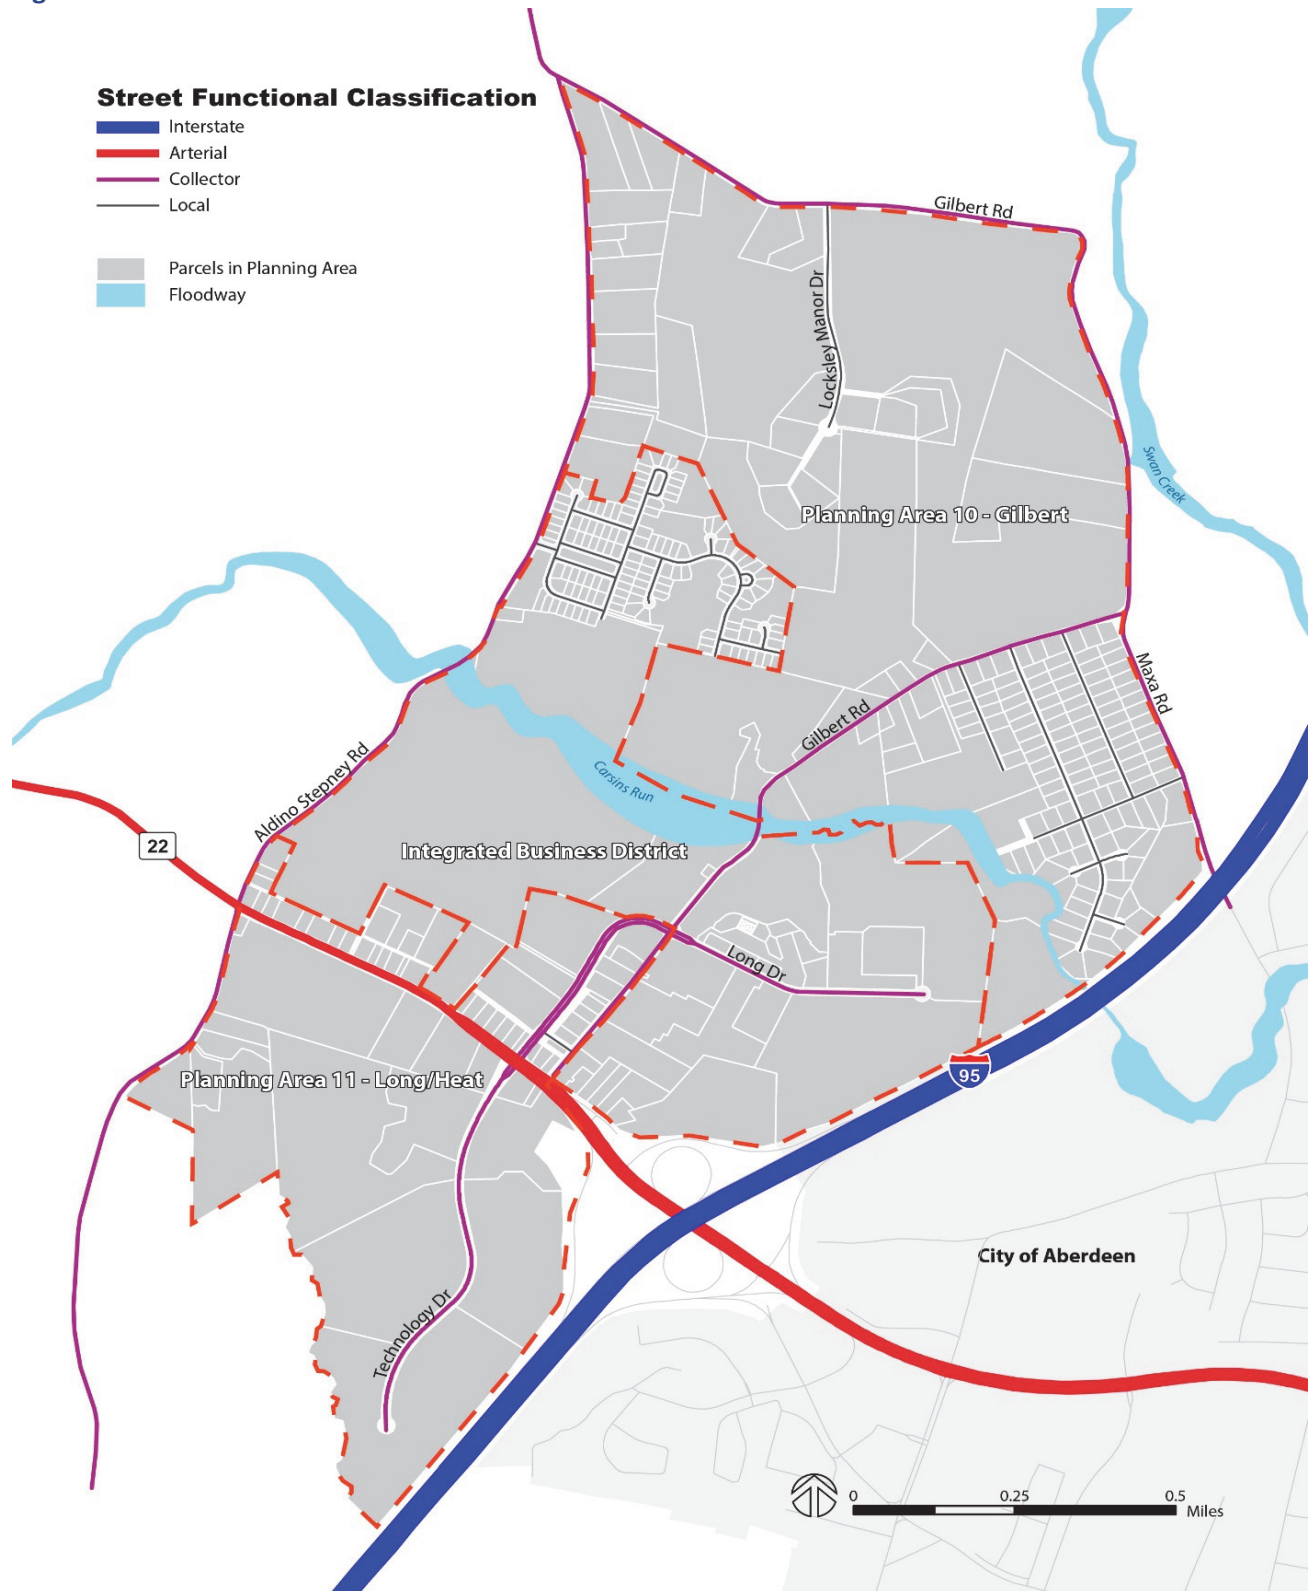 Street Functional Classification
Interstate
Arterial
Collector
Local
Parcels in Planning Area
Floodway
Gilbert Rd
Locksley Manor Dr
Swan Creek
Planning Area 10 - Gilbert
Maxa Rd
Gilbert Rd
Aldino Stepney Rd
Carsins Run
22
Integrated Business District
Long Dr
Planning Area 11 - Long/Heat
95
City of Aberdeen
Technology Dr
0 0.25 0.5
Miles